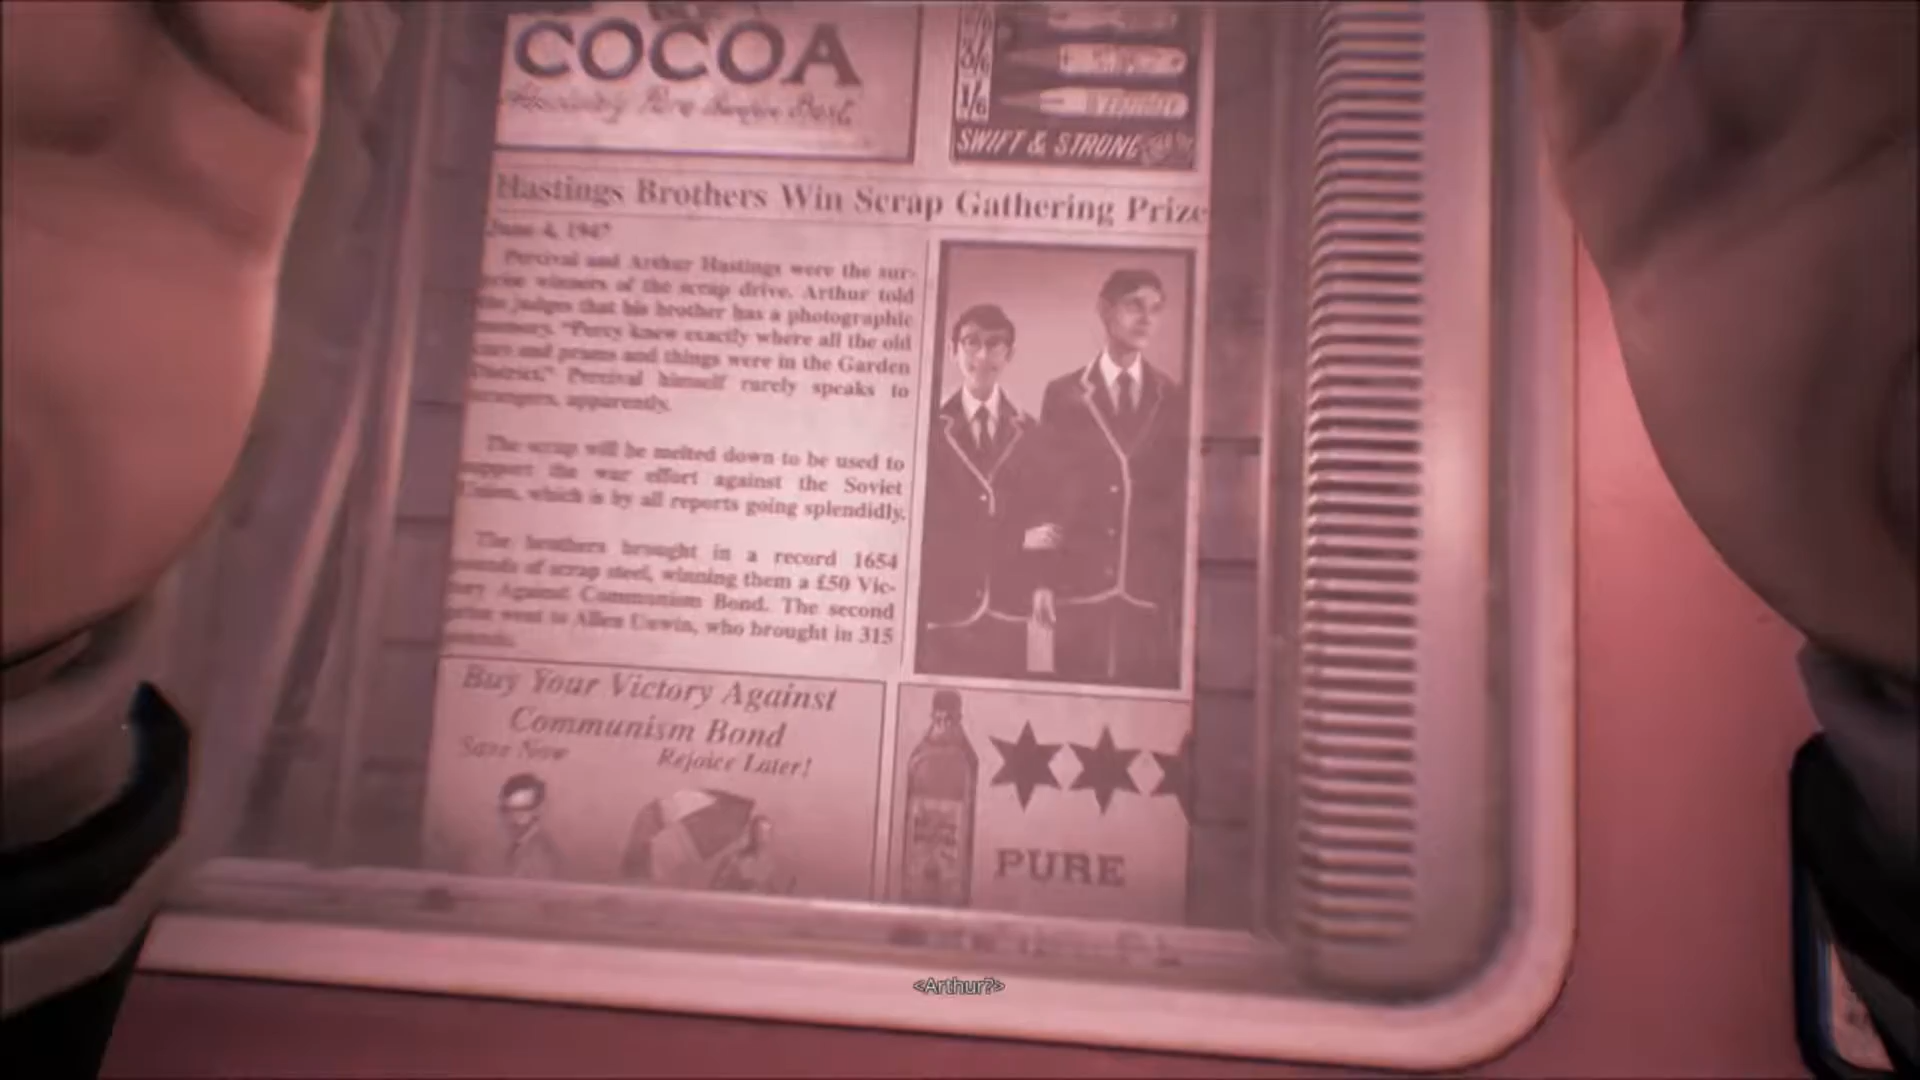 COCOA
Absolutely Pure
3/6
1/6
SWIFT & STRONG
Hastings Brothers Win Scrap Gathering Prize
June 4, 1947
Percival and Arthur Hastings were the sur-
prise winners of the scrap drive. Arthur told
the judges that his brother has a photographic
memory. "Percy knew exactly where all the old
cars and prams and things were in the Garden
District." Percival himself rarely speaks to
strangers, apparently.
The scrap will be melted down to be used to
support the war effort against the Soviet
Union, which is by all reports going splendidly.
The brothers brought in a record 1654
pounds of scrap steel, winning them a £50 Vic-
tory Against Communism Bond. The second
prize went to Allen Unwin, who brought in 315
pounds.
Buy Your Victory Against
Communism Bond
Save Now
Rejoice Later!
PURE
<Arthur?>